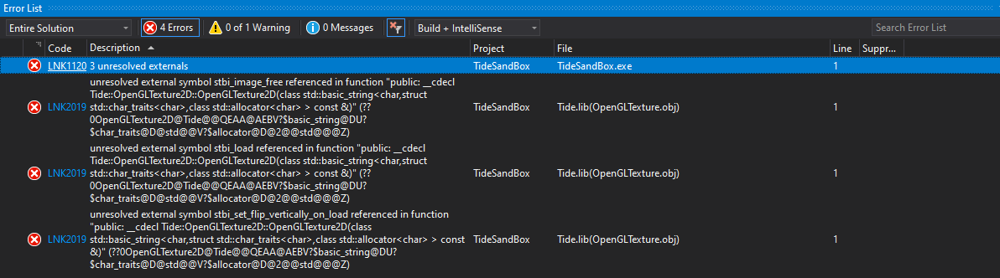 Error List
Entire Solution 4 Errors 0 of 1 Warning 0 Messages Build + IntelliSense Search Error List
Code Description Project File Line Suppr...
LNK1120 3 unresolved externals TideSandBox TideSandBox.exe 1
unresolved external symbol stbi_image_free referenced in function "public: __cdecl
Tide::OpenGLTexture2D::OpenGLTexture2D(class std::basic_string<char,struct
LNK2019 std::char_traits<char>,class std::allocator<char> > const &)" (?? TideSandBox Tide.lib(OpenGLTexture.obj) 1
0OpenGLTexture2D@Tide@@QEAA@AEBV?$basic_string@DU?
$char_traits@D@std@@V?$allocator@D@2@@std@@@Z)
unresolved external symbol stbi_load referenced in function "public: __cdecl
Tide::OpenGLTexture2D::OpenGLTexture2D(class std::basic_string<char,struct
LNK2019 std::char_traits<char>,class std::allocator<char> > const &)" (?? TideSandBox Tide.lib(OpenGLTexture.obj) 1
0OpenGLTexture2D@Tide@@QEAA@AEBV?$basic_string@DU?
$char_traits@D@std@@V?$allocator@D@2@@std@@@Z)
unresolved external symbol stbi_set_flip_vertically_on_load referenced in function
"public: __cdecl Tide::OpenGLTexture2D::OpenGLTexture2D(class
LNK2019 std::basic_string<char,struct std::char_traits<char>,class std::allocator<char> > const TideSandBox Tide.lib(OpenGLTexture.obj) 1
&)" (??0OpenGLTexture2D@Tide@@QEAA@AEBV?$basic_string@DU?
$char_traits@D@std@@V?$allocator@D@2@@std@@@Z)